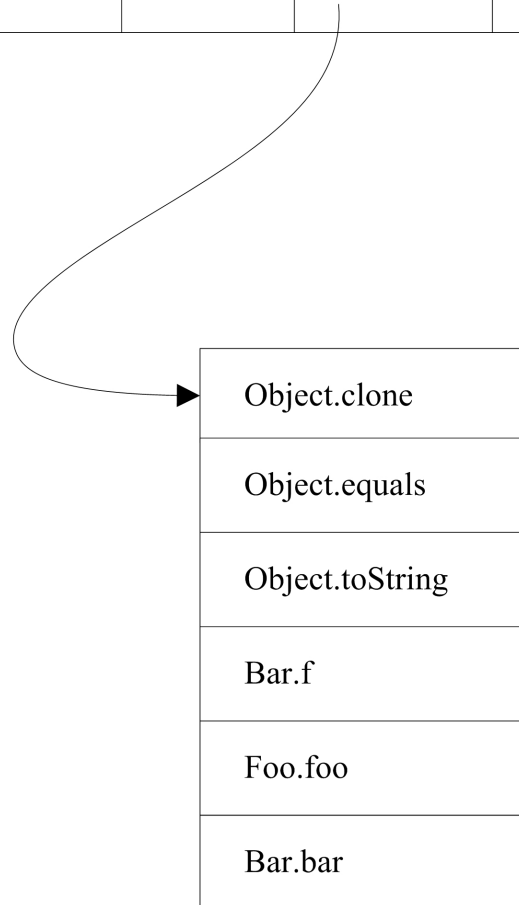 Object.clone
Object.equals
Object.toString
Bar.f
Foo.foo
Bar.bar